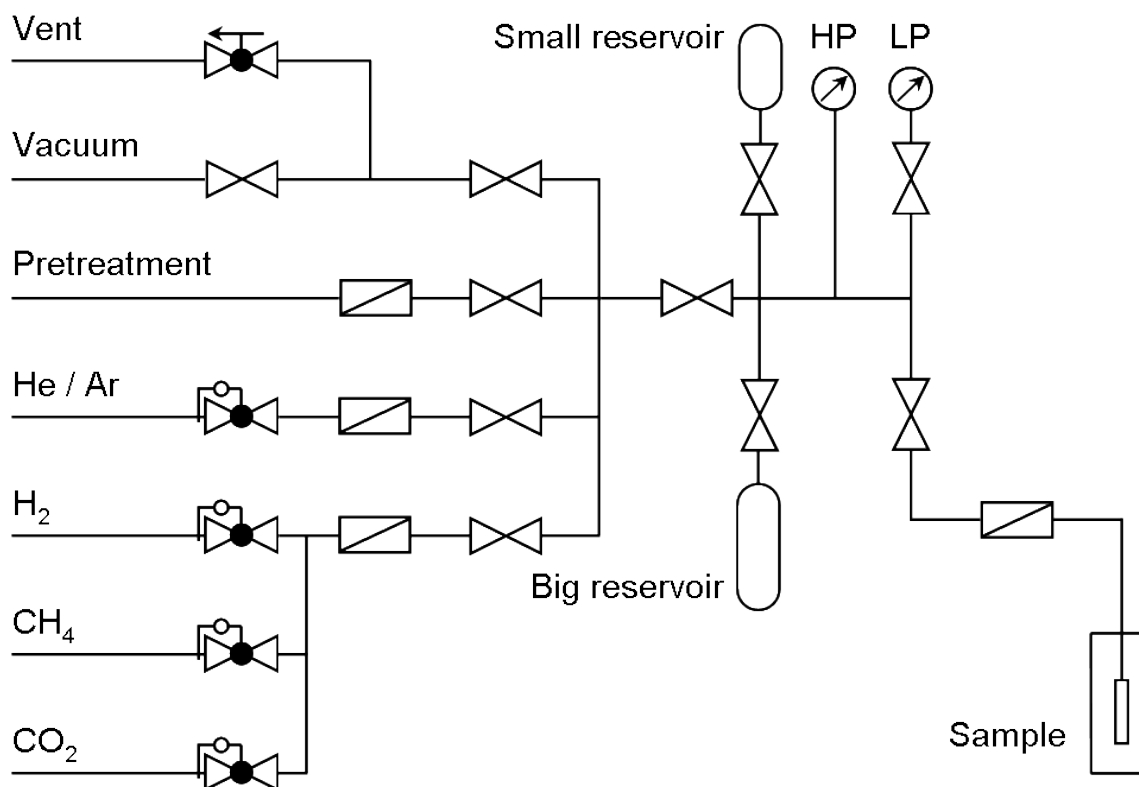 Vent
Small reservoir
HP
LP
Vacuum
Pretreatment
He / Ar
H₂
Big reservoir
CH₄
CO₂
Sample